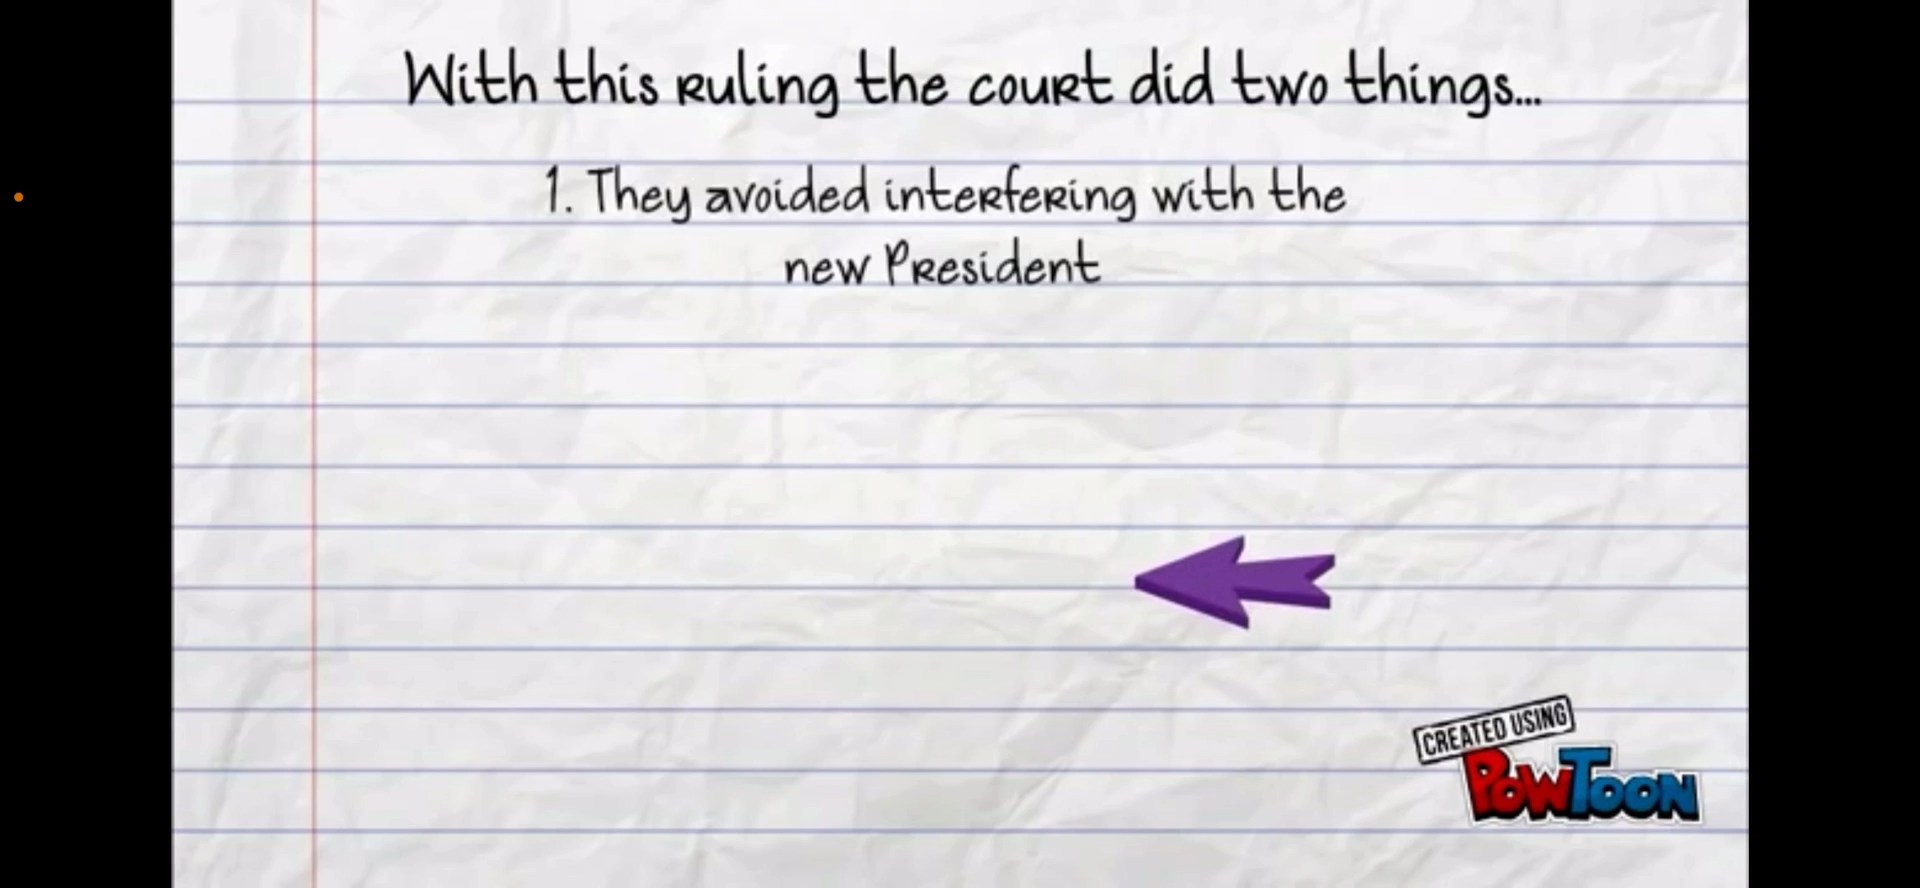 With this ruling the court did two things...
1. They avoided interfering with the
new President
CREATED USING
POWTOON